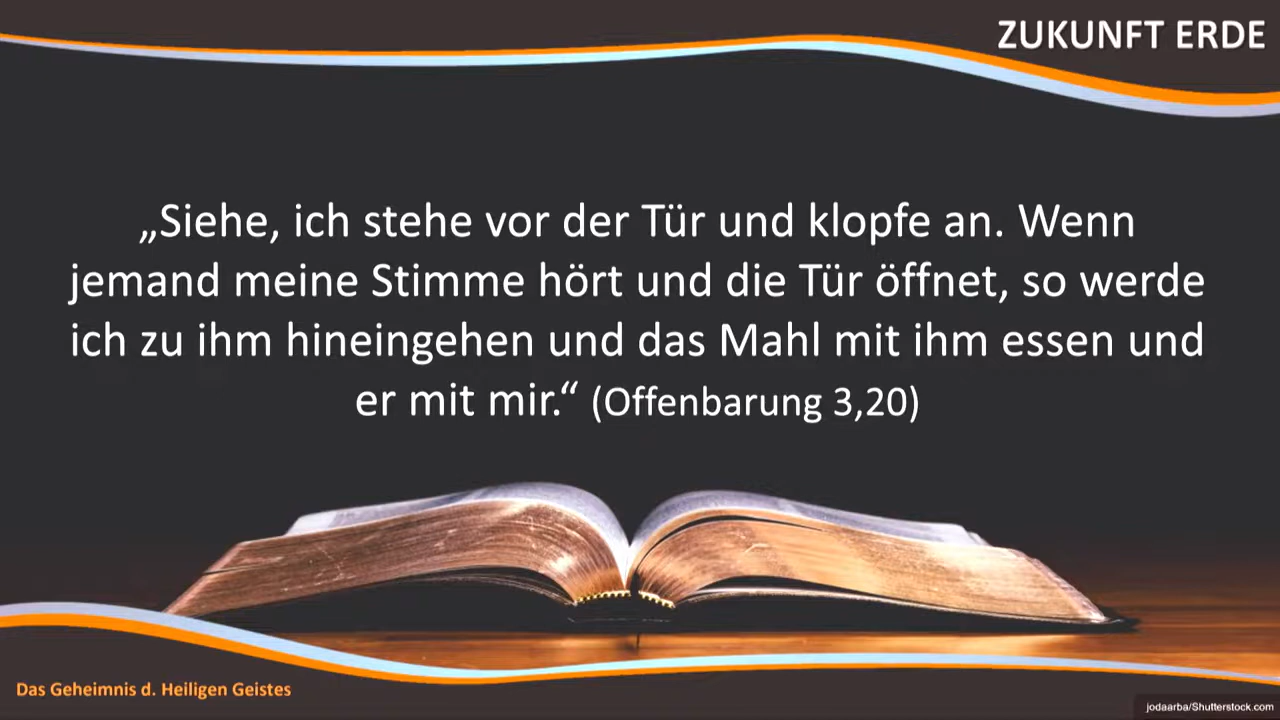 ZUKUNFT ERDE
„Siehe, ich stehe vor der Tür und klopfe an. Wenn
jemand meine Stimme hört und die Tür öffnet, so werde
ich zu ihm hineingehen und das Mahl mit ihm essen und
er mit mir.“ (Offenbarung 3,20)
Das Geheimnis d. Heiligen Geistes
jodaarba/Shutterstock.com